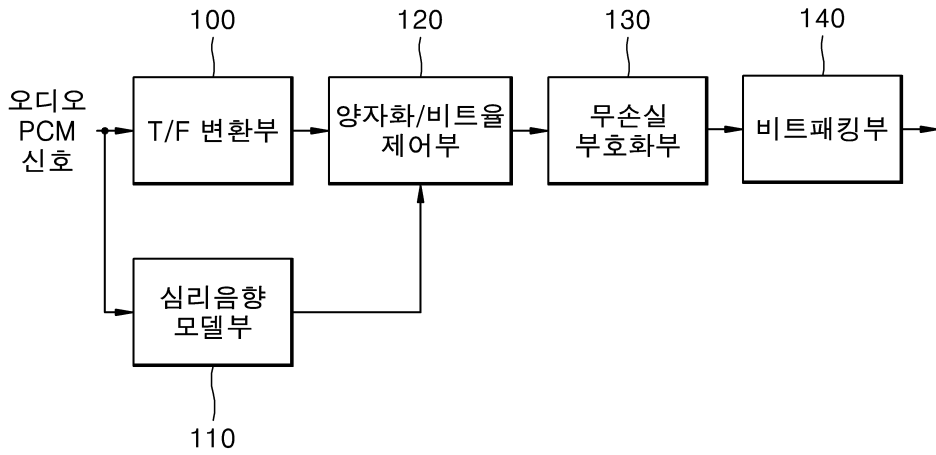 100
120
130
140
오디오
PCM
신호
T/F 변환부
양자화/비트율
제어부
무손실
부호화부
비트패킹부
심리음향
모델부
110